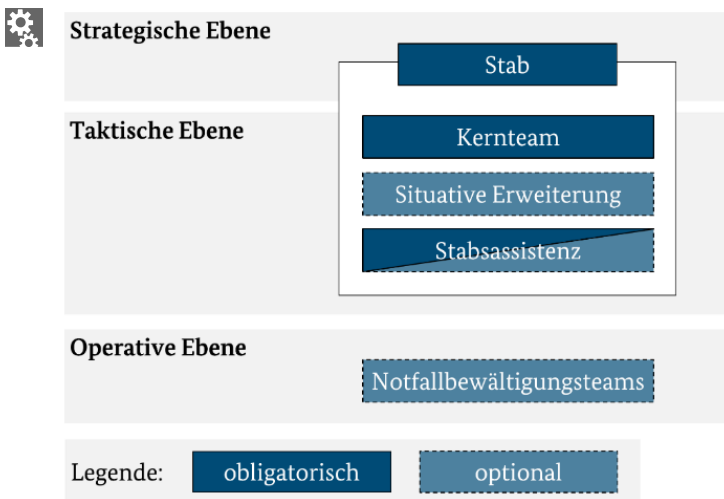 Strategische Ebene
Stab
Taktische Ebene
Kernteam
Situative Erweiterung
Stabsassistenz
Operative Ebene
Notfallbewältigungsteams
Legende:
obligatorisch
optional